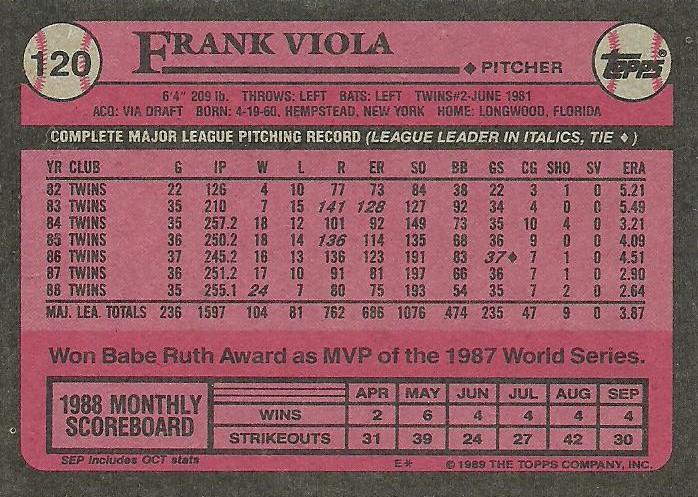 120
FRANK VIOLA
♦ PITCHER
TOPPS®
6'4" 209 lb. THROWS: LEFT BATS: LEFT TWINS#2-JUNE 1981
ACQ: VIA DRAFT BORN: 4-19-60, HEMPSTEAD, NEW YORK HOME: LONGWOOD, FLORIDA
COMPLETE MAJOR LEAGUE PITCHING RECORD (LEAGUE LEADER IN ITALICS, TIE ♦)
YR CLUB G IP W L R ER SO BB GS CG SHO SV ERA
82 TWINS 22 126 4 10 77 73 84 38 22 3 1 0 5.21
83 TWINS 35 210 7 15 141 128 127 92 34 4 0 0 5.49
84 TWINS 35 257.2 18 12 101 92 149 73 35 10 4 0 3.21
85 TWINS 36 250.2 18 14 136 114 135 68 36 9 0 0 4.09
86 TWINS 37 245.2 16 13 136 123 191 83 37♦ 7 1 0 4.51
87 TWINS 36 251.2 17 10 91 81 197 66 36 7 1 0 2.90
88 TWINS 35 255.1 24 7 80 75 193 54 35 7 2 0 2.64
MAJ. LEA. TOTALS 236 1597 104 81 762 686 1076 474 235 47 9 0 3.87
Won Babe Ruth Award as MVP of the 1987 World Series.
1988 MONTHLY SCOREBOARD
APR MAY JUN JUL AUG SEP
WINS 2 6 4 4 4 4
STRIKEOUTS 31 39 24 27 42 30
SEP includes OCT stats
E* © 1989 THE TOPPS COMPANY, INC.